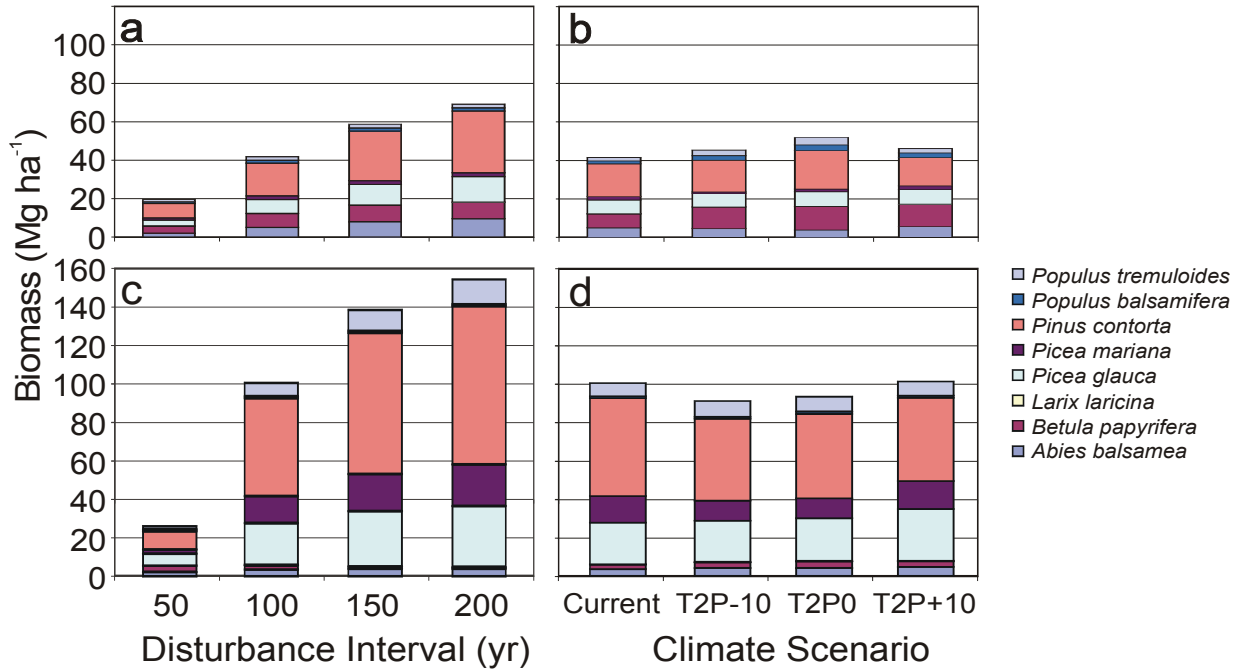 a
b
100
80
60
40
20
0
Biomass (Mg ha⁻¹)
c
d
160
140
120
100
80
60
40
20
0
Populus tremuloides
Populus balsamifera
Pinus contorta
Picea mariana
Picea glauca
Larix laricina
Betula papyrifera
Abies balsamea
50 100 150 200
Current T2P-10 T2P0 T2P+10
Disturbance Interval (yr)
Climate Scenario